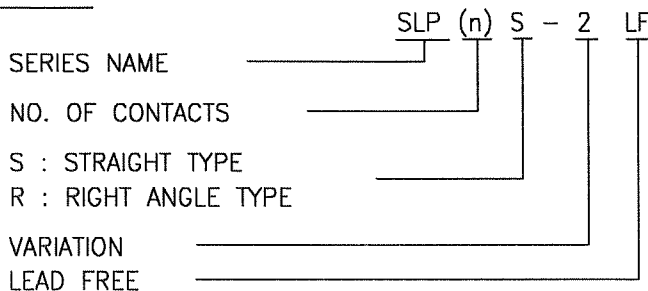 SLP (n) S - 2 LF
SERIES NAME
NO. OF CONTACTS
S : STRAIGHT TYPE
R : RIGHT ANGLE TYPE
VARIATION
LEAD FREE